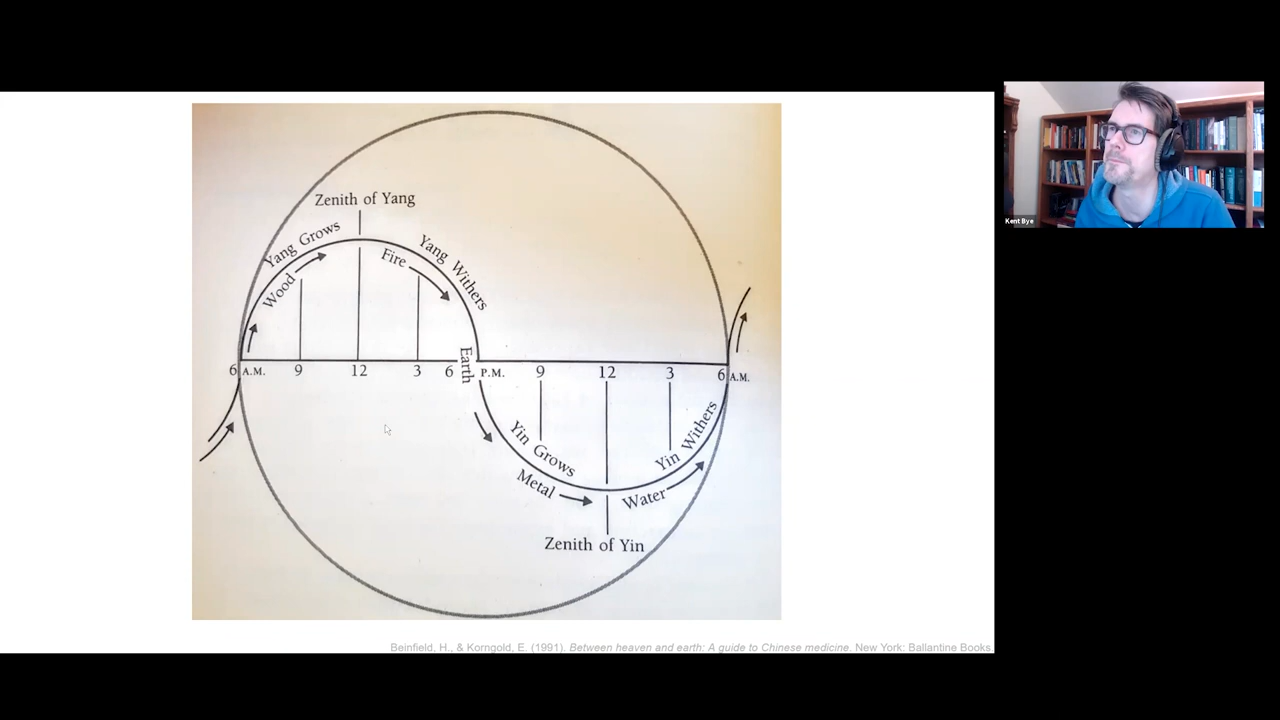 Zenith of Yang
Yang Grows
Yang Withers
Wood
Fire
Earth
6 A.M. 9 12 3 6 P.M. 9 12 3 6 A.M.
Yin Grows
Yin Withers
Metal
Water
Zenith of Yin
Beinfield, H., & Korngold, E. (1991). Between heaven and earth: A guide to Chinese medicine. New York: Ballantine Books.
Kent Bye